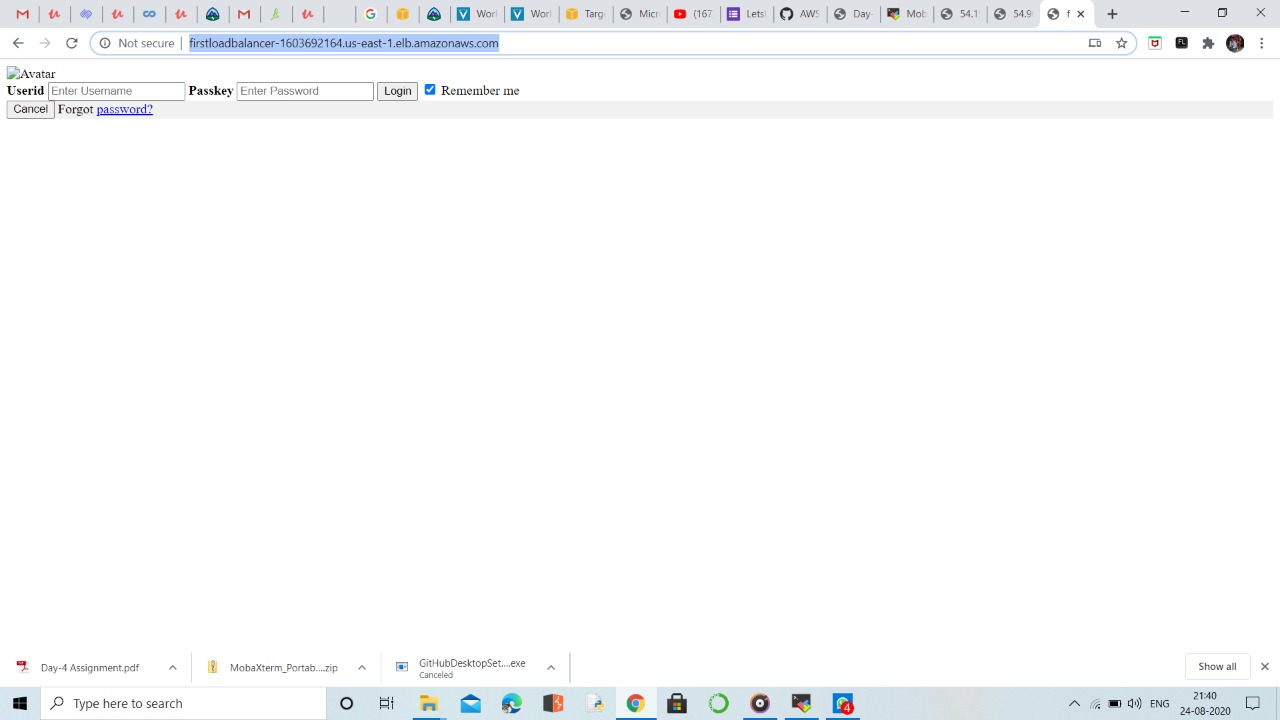 Worl
Worl
Targ
Micr
(167
Lets
AWS
Day-
Mob
54.1
54.9
f
Not secure
firstloadbalancer-1603692164.us-east-1.elb.amazonaws.com
FL
Avatar
Userid Enter Username Passkey Enter Password Login Remember me
Cancel Forgot password?
Day-4 Assignment.pdf
MobaXterm_Portab....zip
GitHubDesktopSet....exe
Canceled
Show all
Type here to search
4
ENG
21:40
24-08-2020